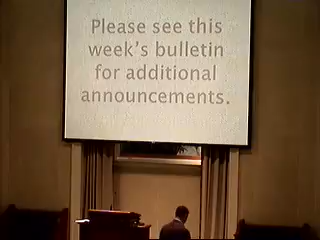 Please see this
week's bulletin
for additional
announcements.